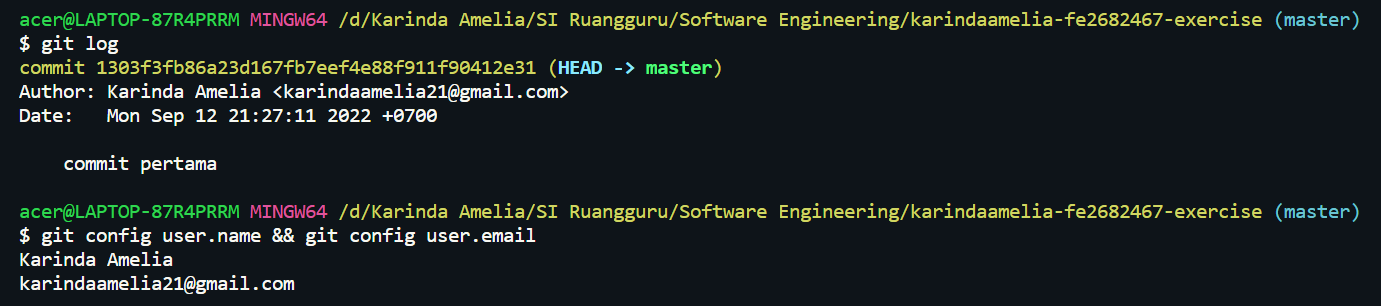 acer@LAPTOP-87R4PRRM MINGW64 /d/Karinda Amelia/SI Ruangguru/Software Engineering/karindaamelia-fe2682467-exercise (master)
$ git log
commit 1303f3fb86a23d167fb7eef4e88f911f90412e31 (HEAD -> master)
Author: Karinda Amelia <karindaamelia21@gmail.com>
Date:   Mon Sep 12 21:27:11 2022 +0700
    commit pertama
acer@LAPTOP-87R4PRRM MINGW64 /d/Karinda Amelia/SI Ruangguru/Software Engineering/karindaamelia-fe2682467-exercise (master)
$ git config user.name && git config user.email
Karinda Amelia
karindaamelia21@gmail.com